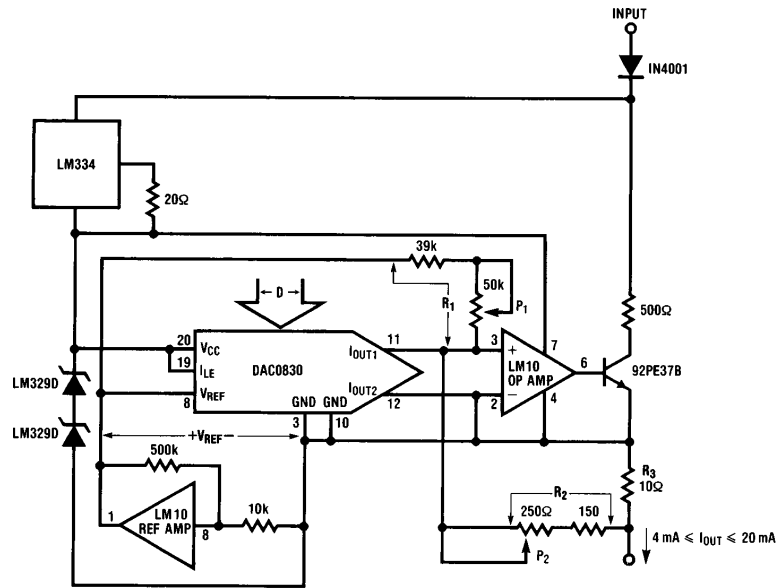 INPUT
IN4001
LM334
20Ω
39k
50k
P1
R1
500Ω
D
20
VCC
19
ILE
8
VREF
DAC0830
IOUT1
11
IOUT2
12
GND GND
3
10
3
+
LM10
OP AMP
7
6
2
−
4
92PE37B
LM329D
LM329D
+VREF−
500k
1
LM10
REF AMP
8
10k
R2
250Ω
150
P2
R3
10Ω
4 mA ⩽ IOUT ⩽ 20 mA